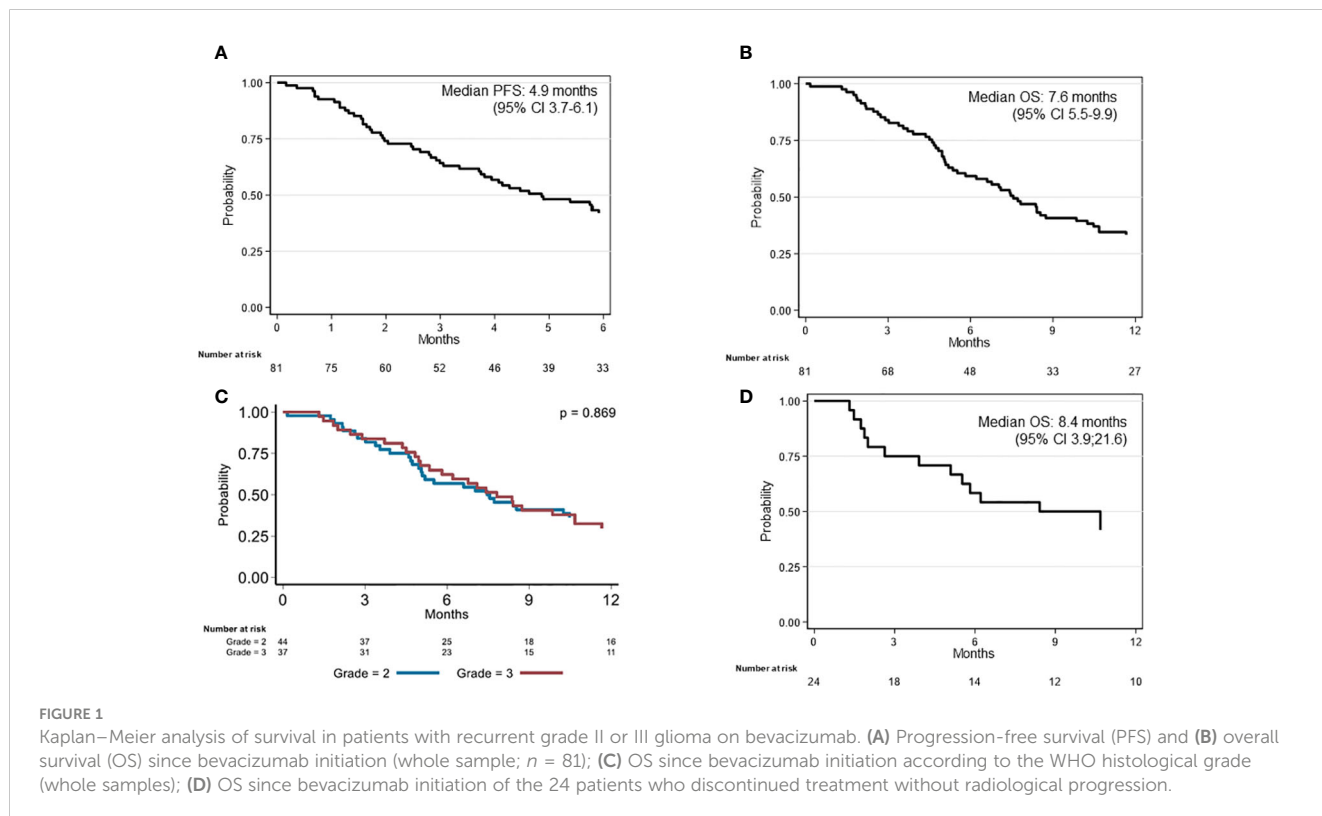 A
1.00
0.75
0.50
0.25
0.00
Probability
Median PFS: 4.9 months
(95% CI 3.7-6.1)
0 1 2 3 4 5 6
Months
Number at risk
81 75 60 52 46 39 33
B
1.00
0.75
0.50
0.25
0.00
Probability
Median OS: 7.6 months
(95% CI 5.5-9.9)
0 3 6 9 12
Months
Number at risk
81 68 48 33 27
C
1.00
0.75
0.50
0.25
0.00
Probability
p = 0.869
0 3 6 9 12
Months
Number at risk
Grade = 2 44 37 25 18 16
Grade = 3 37 31 23 15 11
Grade = 2 Grade = 3
D
1.00
0.75
0.50
0.25
0.00
Probability
Median OS: 8.4 months
(95% CI 3.9;21.6)
0 3 6 9 12
Months
Number at risk
24 18 14 12 10
FIGURE 1
Kaplan–Meier analysis of survival in patients with recurrent grade II or III glioma on bevacizumab. (A) Progression-free survival (PFS) and (B) overall
survival (OS) since bevacizumab initiation (whole sample; n = 81); (C) OS since bevacizumab initiation according to the WHO histological grade
(whole samples); (D) OS since bevacizumab initiation of the 24 patients who discontinued treatment without radiological progression.